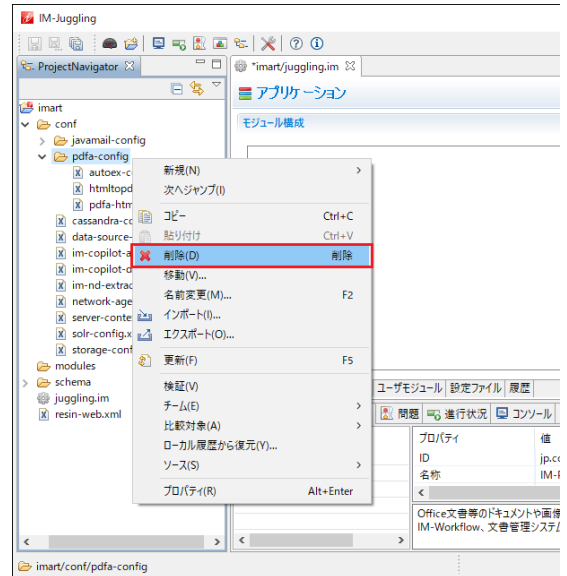 IM-Juggling
ProjectNavigator
*imart/juggling.im
アプリケーション
モジュール構成
imart
conf
javamail-config
pdfa-config
autoex-c
htmltopd
pdfa-htm
cassandra-cc
data-source-
im-copilot-a
im-copilot-d
im-nd-extrac
network-age
server-conte
solr-config.x
storage-conf
modules
schema
juggling.im
resin-web.xml
新規(N)
次へジャンプ(I)
コピー Ctrl+C
貼り付け Ctrl+V
削除(D) 削除
移動(V)...
名前変更(M)... F2
インポート(I)...
エクスポート(O)...
更新(F) F5
検証(V)
チーム(E)
比較対象(A)
ローカル履歴から復元(Y)...
ソース(S)
プロパティ(R) Alt+Enter
ユーザモジュール 設定ファイル 履歴
問題 進行状況 コンソール
プロパティ 値
ID jp.co
名称 IM-
Office文書等のドキュメントや画像
IM-Workflow、文書管理システム
imart/conf/pdfa-config